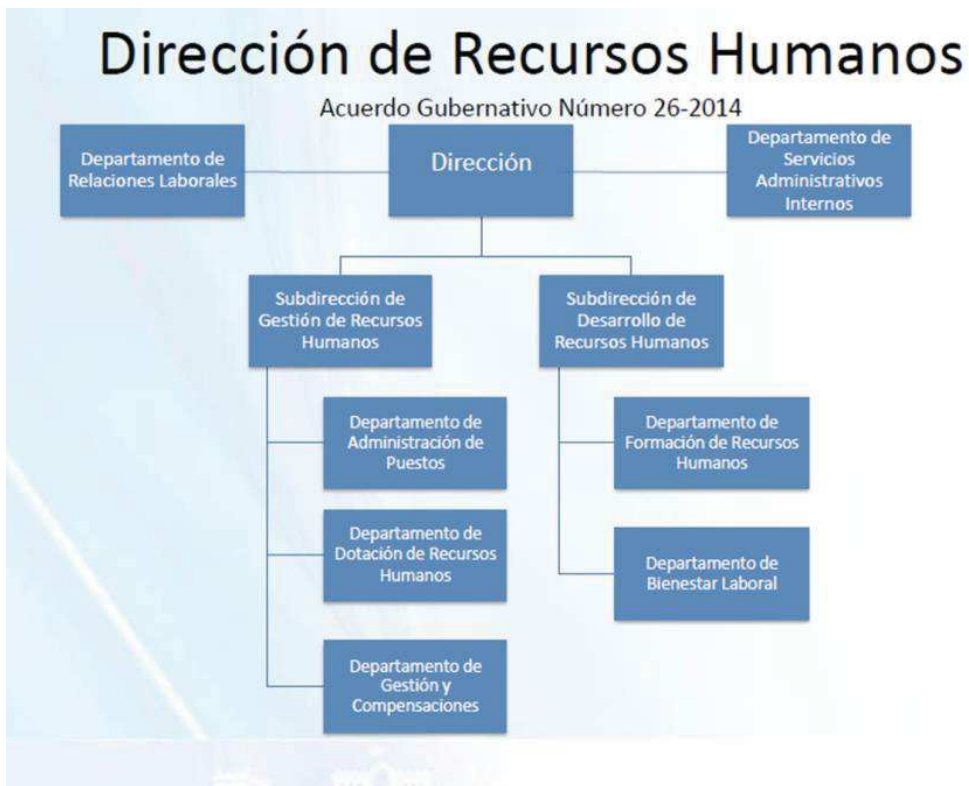 Dirección de Recursos Humanos
Acuerdo Gubernativo Número 26-2014
Departamento de
Relaciones Laborales
Dirección
Departamento de
Servicios
Administrativos
Internos
Subdirección de
Gestión de Recursos
Humanos
Subdirección de
Desarrollo de
Recursos Humanos
Departamento de
Administración de
Puestos
Departamento de
Formación de Recursos
Humanos
Departamento de
Dotación de Recursos
Humanos
Departamento de
Bienestar Laboral
Departamento de
Gestión y
Compensaciones